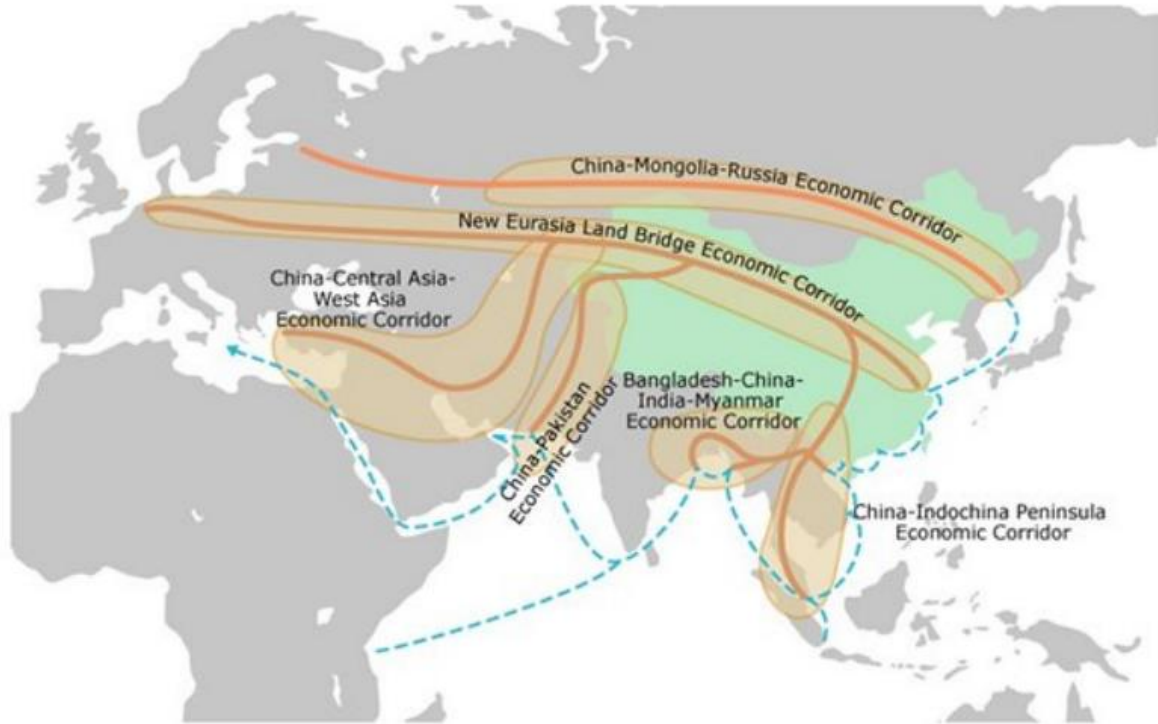 China-Mongolia-Russia Economic Corridor
New Eurasia Land Bridge Economic Corridor
China-Central Asia-
West Asia
Economic Corridor
China-Pakistan
Economic Corridor
Bangladesh-China-
India-Myanmar
Economic Corridor
China-Indochina Peninsula
Economic Corridor